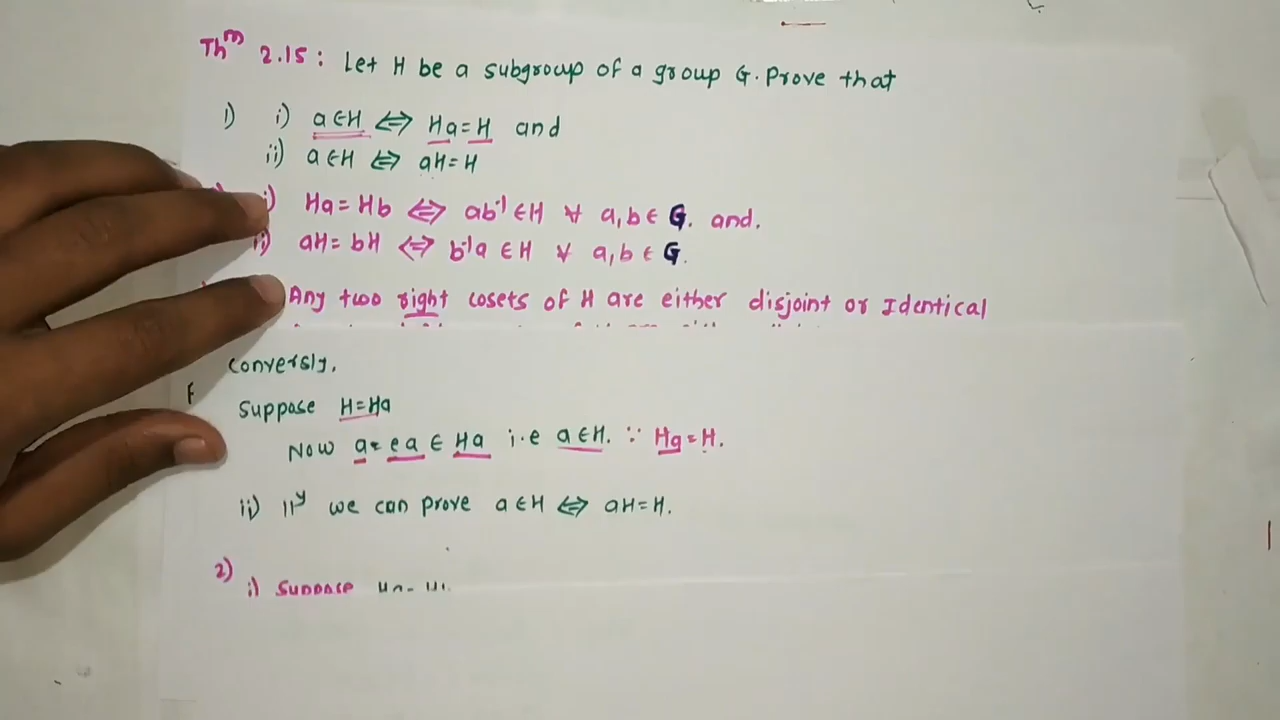 Thm 2.15: Let H be a subgroup of a group G. Prove that
1) i) a∈H ⇔ Ha=H and
ii) a∈H ⇔ aH=H
i) Ha=Hb ⇔ ab⁻¹∈H ∀ a,b∈G. and.
ii) aH=bH ⇔ b⁻¹a∈H ∀ a,b∈G.
Any two right cosets of H are either disjoint or Identical
Conversly.
Suppose H=Ha
Now a=ea∈Ha i.e a∈H. ∵ Ha=H.
ii) |||y we can prove a∈H ⇔ aH=H.
2)
i) Suppose